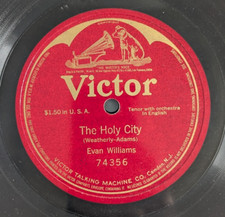 "HIS MASTER'S VOICE"
Victor
$1.50 in U. S. A.
Tenor with orchestra
in English
The Holy City
(Weatherly-Adams)
Evan Williams
74356
VICTOR TALKING MACHINE CO. Camden, N.J.